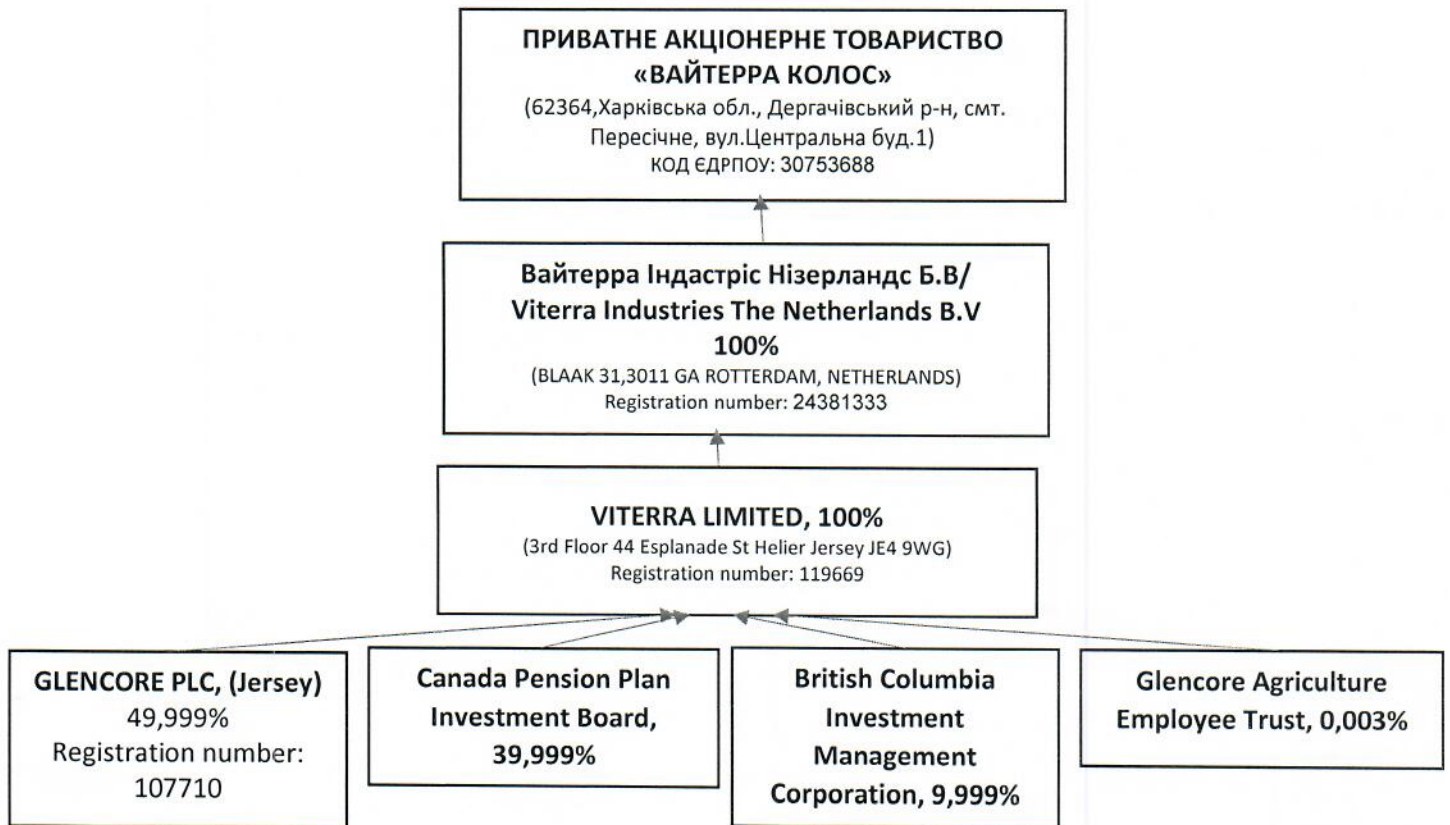 ПРИВАТНЕ АКЦІОНЕРНЕ ТОВАРИСТВО
«ВАЙТЕРРА КОЛОС»
(62364,Харківська обл., Дергачівський р-н, смт.
Пересічне, вул.Центральна буд.1)
КОД ЄДРПОУ: 30753688
Вайтерра Індастріс Нізерландс Б.В/
Viterra Industries The Netherlands B.V
100%
(BLAAK 31,3011 GA ROTTERDAM, NETHERLANDS)
Registration number: 24381333
VITERRA LIMITED, 100%
(3rd Floor 44 Esplanade St Helier Jersey JE4 9WG)
Registration number: 119669
GLENCORE PLC, (Jersey)
49,999%
Registration number:
107710
Canada Pension Plan
Investment Board,
39,999%
British Columbia
Investment
Management
Corporation, 9,999%
Glencore Agriculture
Employee Trust, 0,003%